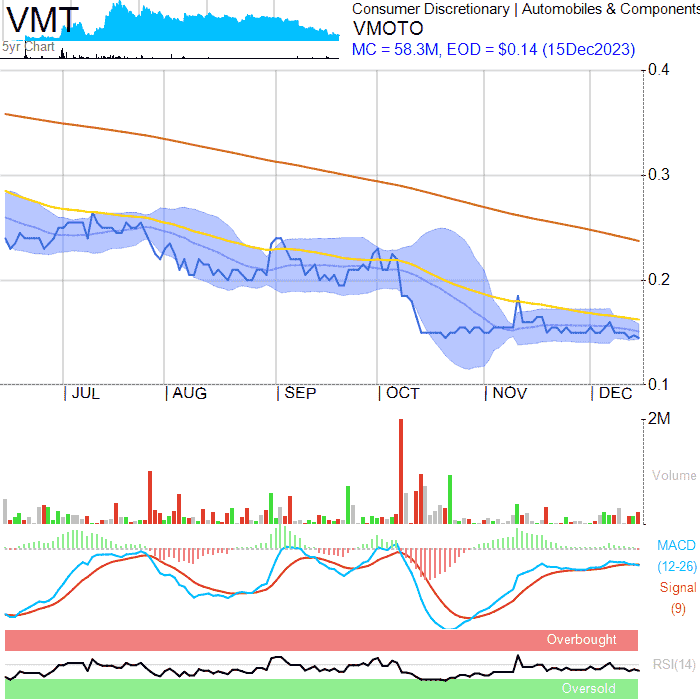 VMT
5yr Chart
Consumer Discretionary | Automobiles & Components
VMOTO
MC = 58.3M, EOD = $0.14 (15Dec2023)
0.4
0.3
0.2
0.1
JUL AUG SEP OCT NOV DEC
2M
Volume
MACD
(12-26)
Signal
(9)
Overbought
RSI(14)
Oversold